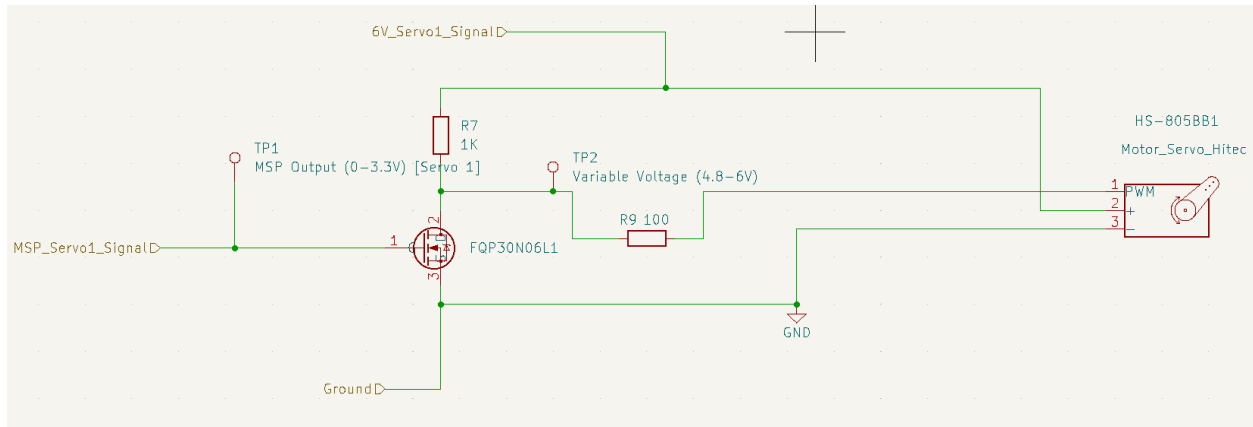 6V_Servo1_Signal
HS-805BB1
Motor_Servo_Hitec
R7
1K
TP1
MSP Output (0-3.3V) [Servo 1]
TP2
Variable Voltage (4.8-6V)
1
PWM
2
+
3
-
R9 100
2
D
MSP_Servo1_Signal
1
G
FQP30N06L1
S
3
GND
Ground